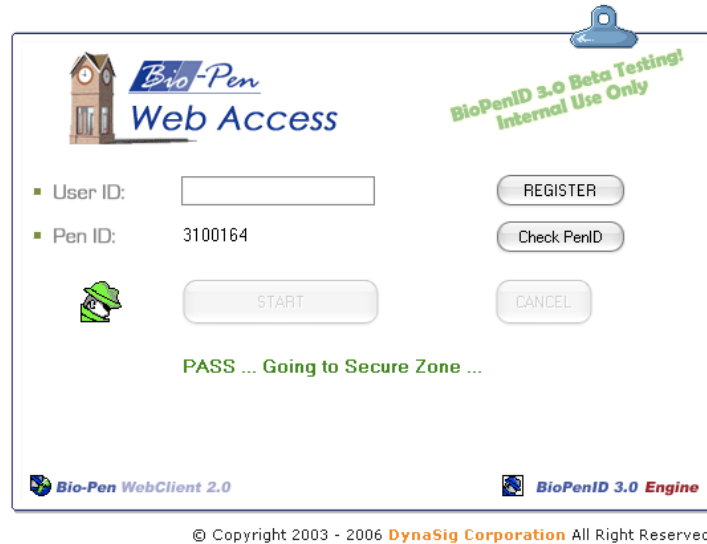 Bio-Pen
Web Access
BioPenID 3.0 Beta Testing!
Internal Use Only
User ID:
REGISTER
Pen ID: 3100164 Check PenID
START CANCEL
PASS ... Going to Secure Zone ...
Bio-Pen WebClient 2.0 BioPenID 3.0 Engine
© Copyright 2003 - 2006 DynaSig Corporation All Right Reserved